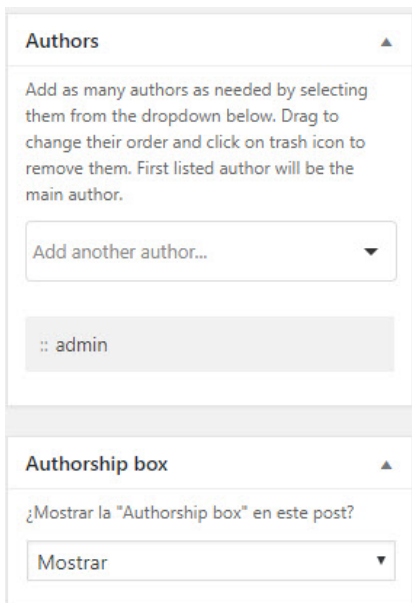 Authors
Add as many authors as needed by selecting
them from the dropdown below. Drag to
change their order and click on trash icon to
remove them. First listed author will be the
main author.
Add another author...
:: admin
Authorship box
¿Mostrar la "Authorship box" en este post?
Mostrar